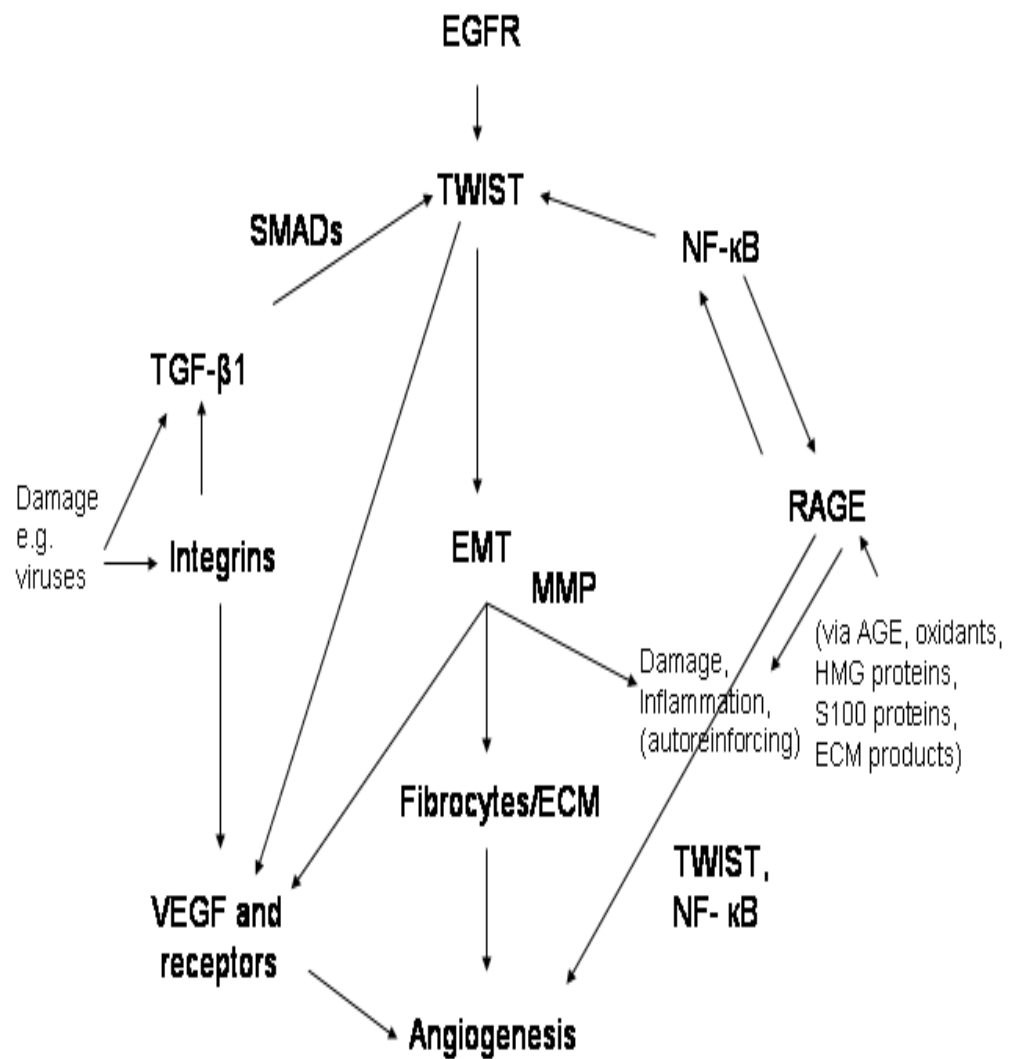 EGFR
TWIST
SMADs
NF-κB
TGF-β1
Damage
e.g.
viruses
Integrins
EMT
MMP
RAGE
(via AGE, oxidants,
HMG proteins,
S100 proteins,
ECM products)
Damage,
Inflammation,
(autoreinforcing)
Fibrocytes/ECM
TWIST,
NF- κB
VEGF and
receptors
Angiogenesis